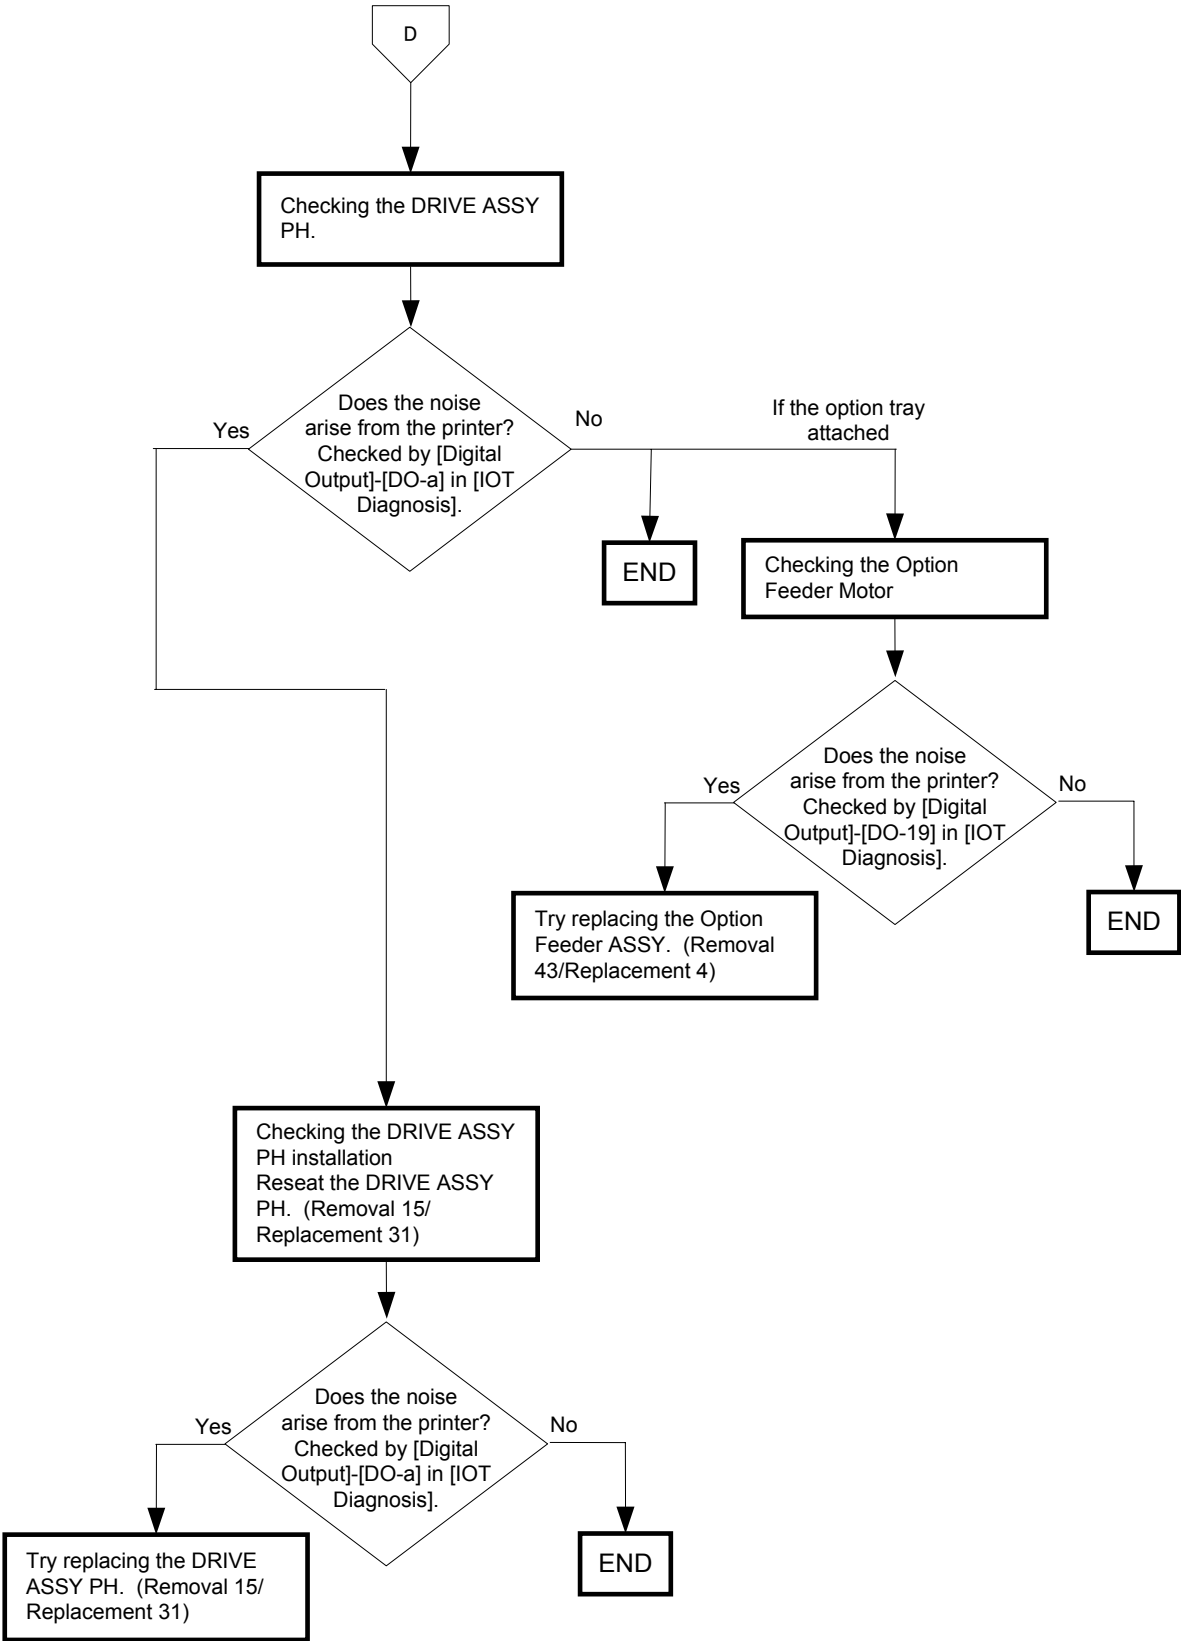 D
Checking the DRIVE ASSY
PH.
Does the noise
arise from the printer?
Checked by [Digital
Output]-[DO-a] in [IOT
Diagnosis].
Yes
No
If the option tray
attached
END
Checking the Option
Feeder Motor
Does the noise
arise from the printer?
Checked by [Digital
Output]-[DO-19] in [IOT
Diagnosis].
Yes
No
Try replacing the Option
Feeder ASSY.  (Removal
43/Replacement 4)
END
Checking the DRIVE ASSY
PH installation
Reseat the DRIVE ASSY
PH.  (Removal 15/
Replacement 31)
Does the noise
arise from the printer?
Checked by [Digital
Output]-[DO-a] in [IOT
Diagnosis].
Yes
No
Try replacing the DRIVE
ASSY PH.  (Removal 15/
Replacement 31)
END